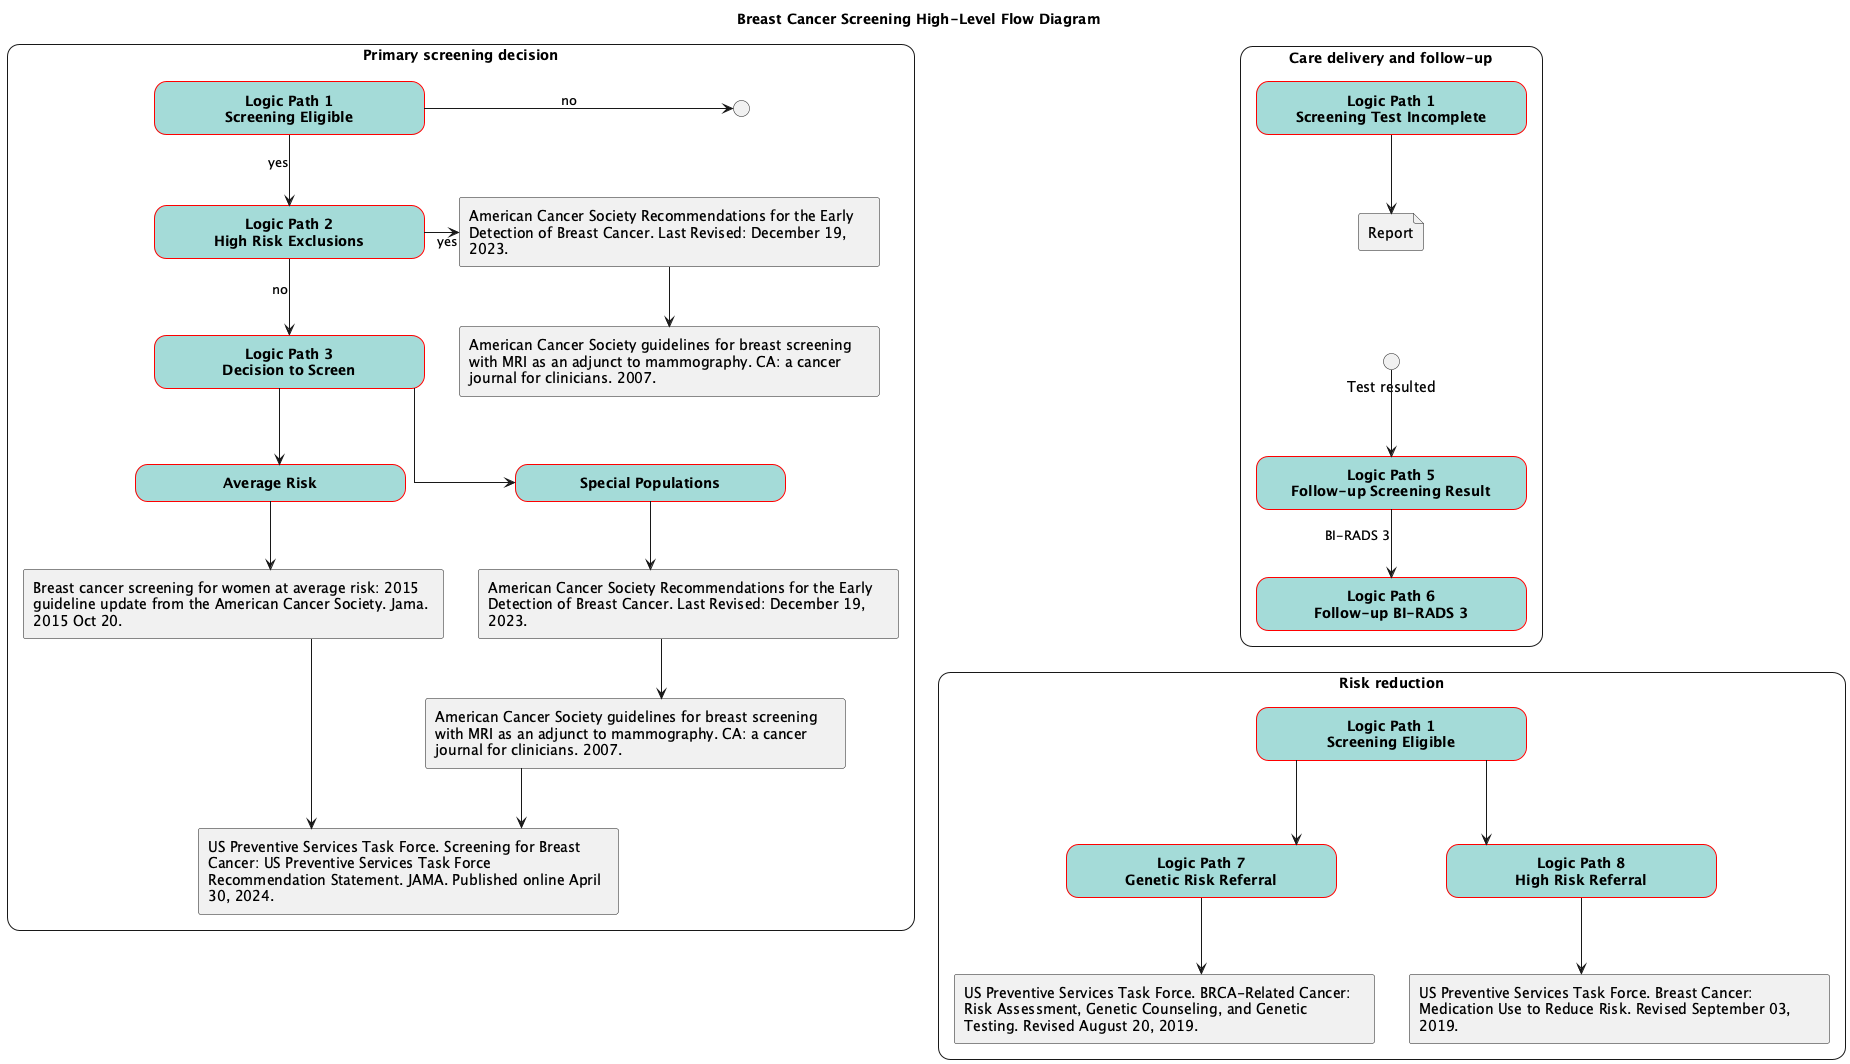 Breast Cancer Screening High-Level Flow Diagram
Primary screening decision
Logic Path 1
Screening Eligible
no
yes
Logic Path 2
High Risk Exclusions
yes
American Cancer Society Recommendations for the Early
Detection of Breast Cancer. Last Revised: December 19,
2023.
no
Logic Path 3
Decision to Screen
American Cancer Society guidelines for breast screening
with MRI as an adjunct to mammography. CA: a cancer
journal for clinicians. 2007.
Average Risk
Special Populations
Breast cancer screening for women at average risk: 2015
guideline update from the American Cancer Society. Jama.
2015 Oct 20.
American Cancer Society Recommendations for the Early
Detection of Breast Cancer. Last Revised: December 19,
2023.
American Cancer Society guidelines for breast screening
with MRI as an adjunct to mammography. CA: a cancer
journal for clinicians. 2007.
US Preventive Services Task Force. Screening for Breast
Cancer: US Preventive Services Task Force
Recommendation Statement. JAMA. Published online April
30, 2024.
Care delivery and follow-up
Logic Path 1
Screening Test Incomplete
Report
Test resulted
Logic Path 5
Follow-up Screening Result
BI-RADS 3
Logic Path 6
Follow-up BI-RADS 3
Risk reduction
Logic Path 1
Screening Eligible
Logic Path 7
Genetic Risk Referral
Logic Path 8
High Risk Referral
US Preventive Services Task Force. BRCA-Related Cancer:
Risk Assessment, Genetic Counseling, and Genetic
Testing. Revised August 20, 2019.
US Preventive Services Task Force. Breast Cancer:
Medication Use to Reduce Risk. Revised September 03,
2019.